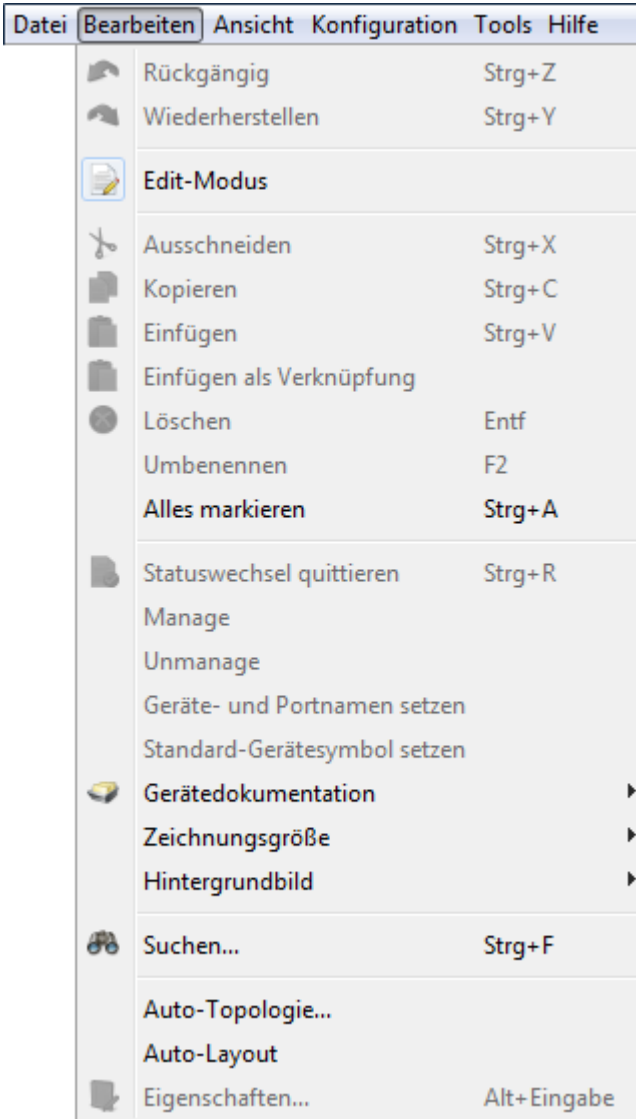 Datei Bearbeiten Ansicht Konfiguration Tools Hilfe
Rückgängig Strg+Z
Wiederherstellen Strg+Y
Edit-Modus
Ausschneiden Strg+X
Kopieren Strg+C
Einfügen Strg+V
Einfügen als Verknüpfung
Löschen Entf
Umbenennen F2
Alles markieren Strg+A
Statuswechsel quittieren Strg+R
Manage
Unmanage
Geräte- und Portnamen setzen
Standard-Gerätesymbol setzen
Gerätedokumentation
Zeichnungsgröße
Hintergrundbild
Suchen... Strg+F
Auto-Topologie...
Auto-Layout
Eigenschaften... Alt+Eingabe